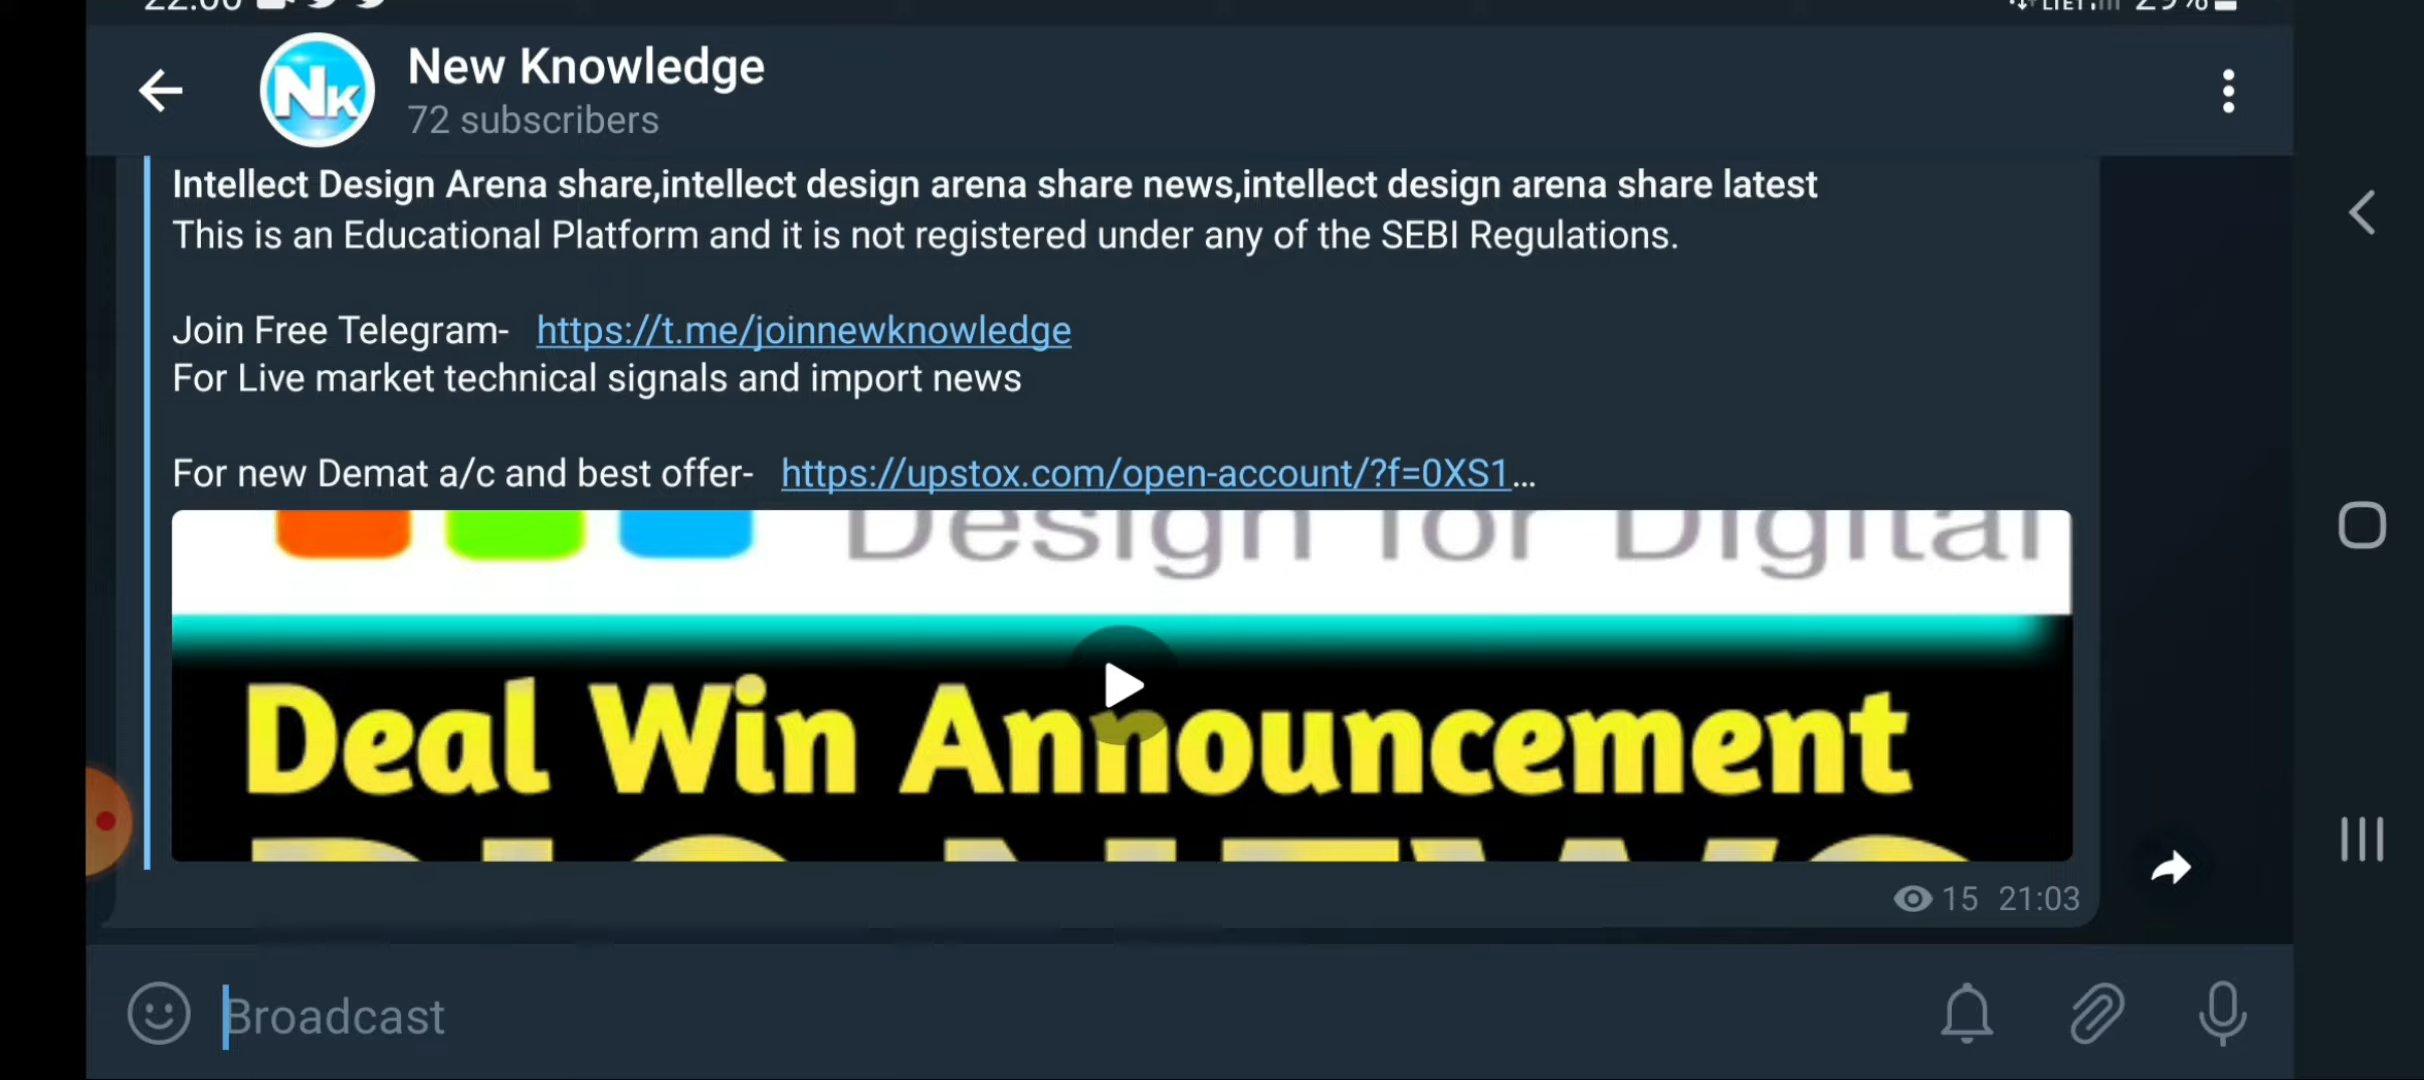 New Knowledge
72 subscribers
NK
Intellect Design Arena share,intellect design arena share news,intellect design arena share latest
This is an Educational Platform and it is not registered under any of the SEBI Regulations.
Join Free Telegram- https://t.me/joinnewknowledge
For Live market technical signals and import news
For new Demat a/c and best offer- https://upstox.com/open-account/?f=0XS1...
Design for Digital
Deal Win Announcement
15 21:03
Broadcast